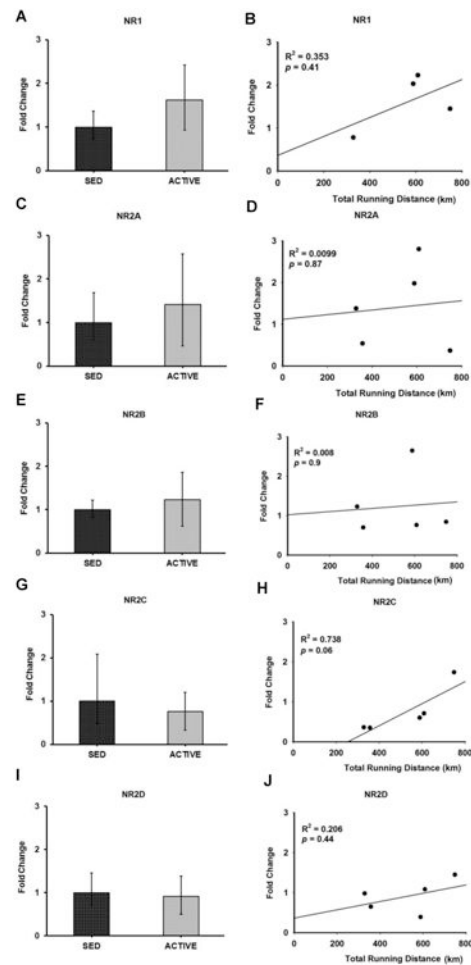 A
NR1
Fold Change
3
2
1
0
SED
ACTIVE
B
NR1
R² = 0.353
p = 0.41
Fold Change
3
2
1
0
0 200 400 600 800
Total Running Distance (km)
C
NR2A
Fold Change
3
2
1
0
SED
ACTIVE
D
NR2A
R² = 0.0099
p = 0.87
Fold Change
3
2
1
0
0 200 400 600 800
Total Running Distance (km)
E
NR2B
Fold Change
3
2
1
0
SED
ACTIVE
F
NR2B
R² = 0.008
p = 0.9
Fold Change
3
2
1
0
0 200 400 600 800
Total Running Distance (km)
G
NR2C
Fold Change
3
2
1
0
SED
ACTIVE
H
NR2C
R² = 0.738
p = 0.06
Fold Change
3
2
1
0
0 200 400 600 800
Total Running Distance (km)
I
NR2D
Fold Change
3
2
1
0
SED
ACTIVE
J
NR2D
R² = 0.206
p = 0.44
Fold Change
3
2
1
0
0 200 400 600 800
Total Running Distance (km)